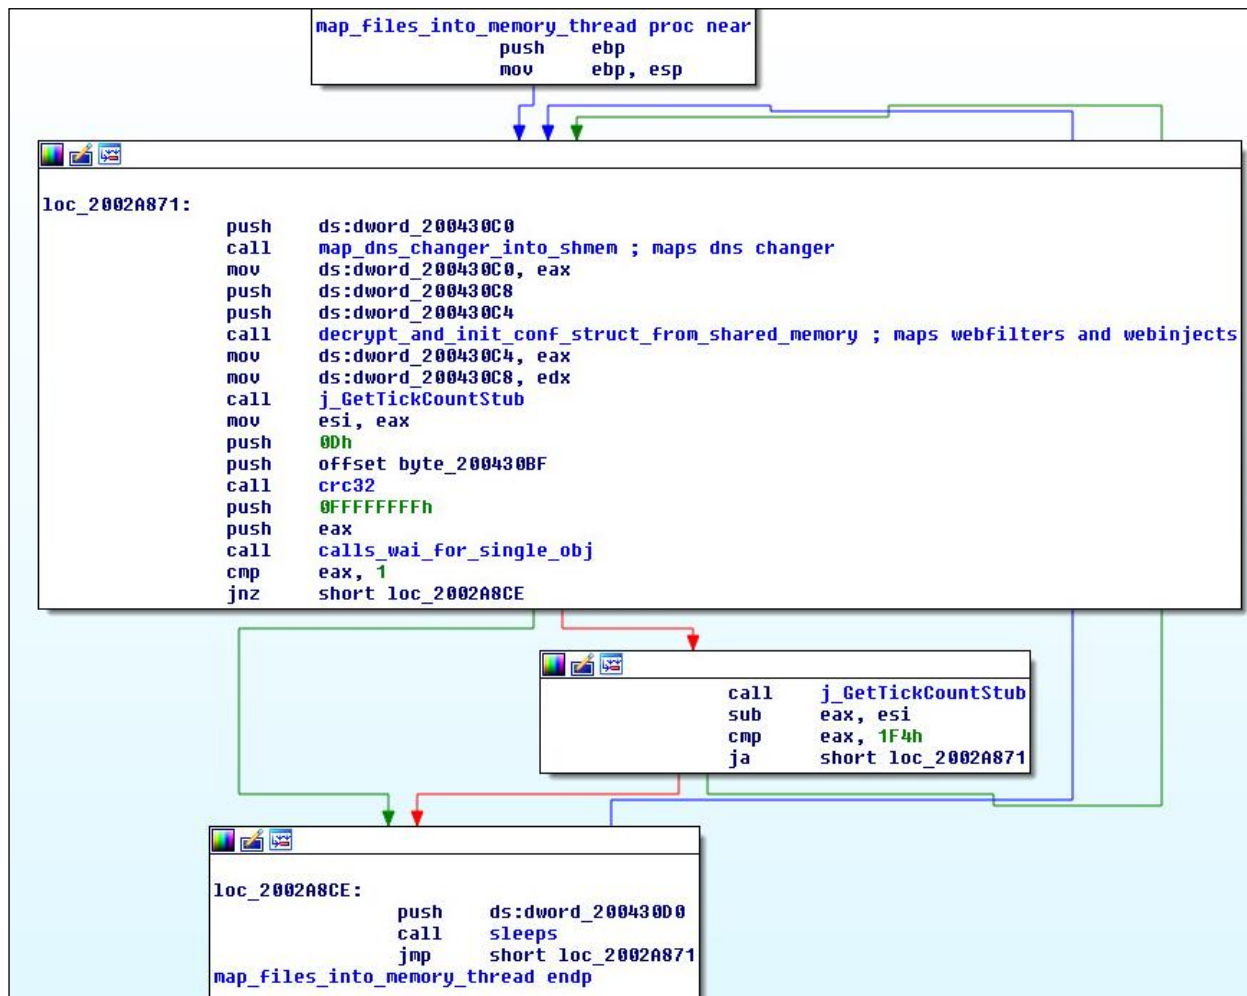 map_files_into_memory_thread proc near
push ebp
mov ebp, esp
loc_2002A871:
push ds:dword_200430C0
call map_dns_changer_into_shmem ; maps dns changer
mov ds:dword_200430C0, eax
push ds:dword_200430C8
push ds:dword_200430C4
call decrypt_and_init_conf_struct_from_shared_memory ; maps webfilters and webinjects
mov ds:dword_200430C4, eax
mov ds:dword_200430C8, edx
call j_GetTickCountStub
mov esi, eax
push 0Dh
push offset byte_200430BF
call crc32
push 0FFFFFFFFh
push eax
call calls_wai_for_single_obj
cmp eax, 1
jnz short loc_2002A8CE
call j_GetTickCountStub
sub eax, esi
cmp eax, 1F4h
ja short loc_2002A871
loc_2002A8CE:
push ds:dword_200430D0
call sleeps
jmp short loc_2002A871
map_files_into_memory_thread endp